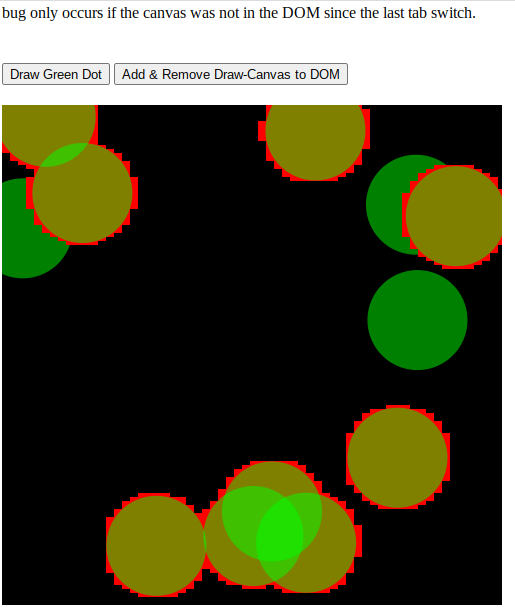 bug only occurs if the canvas was not in the DOM since the last tab switch.
Draw Green Dot Add & Remove Draw-Canvas to DOM